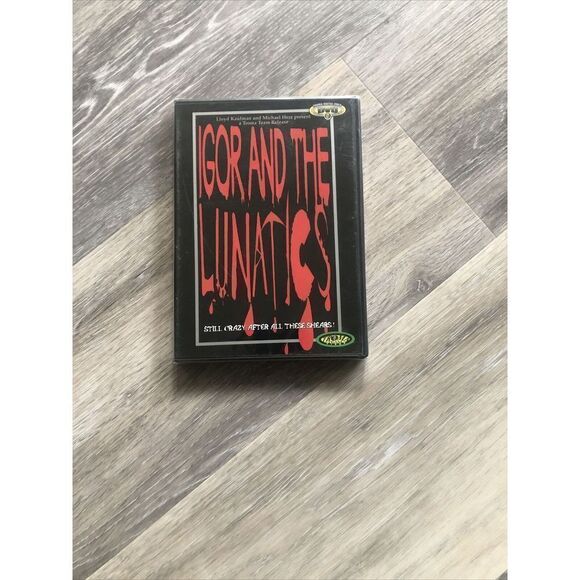 Lloyd Kaufman and Michael Herz present
a Troma Team Release
IGOR AND THE
LUNATICS
STILL CRAZY AFTER ALL THESE SHEARS!